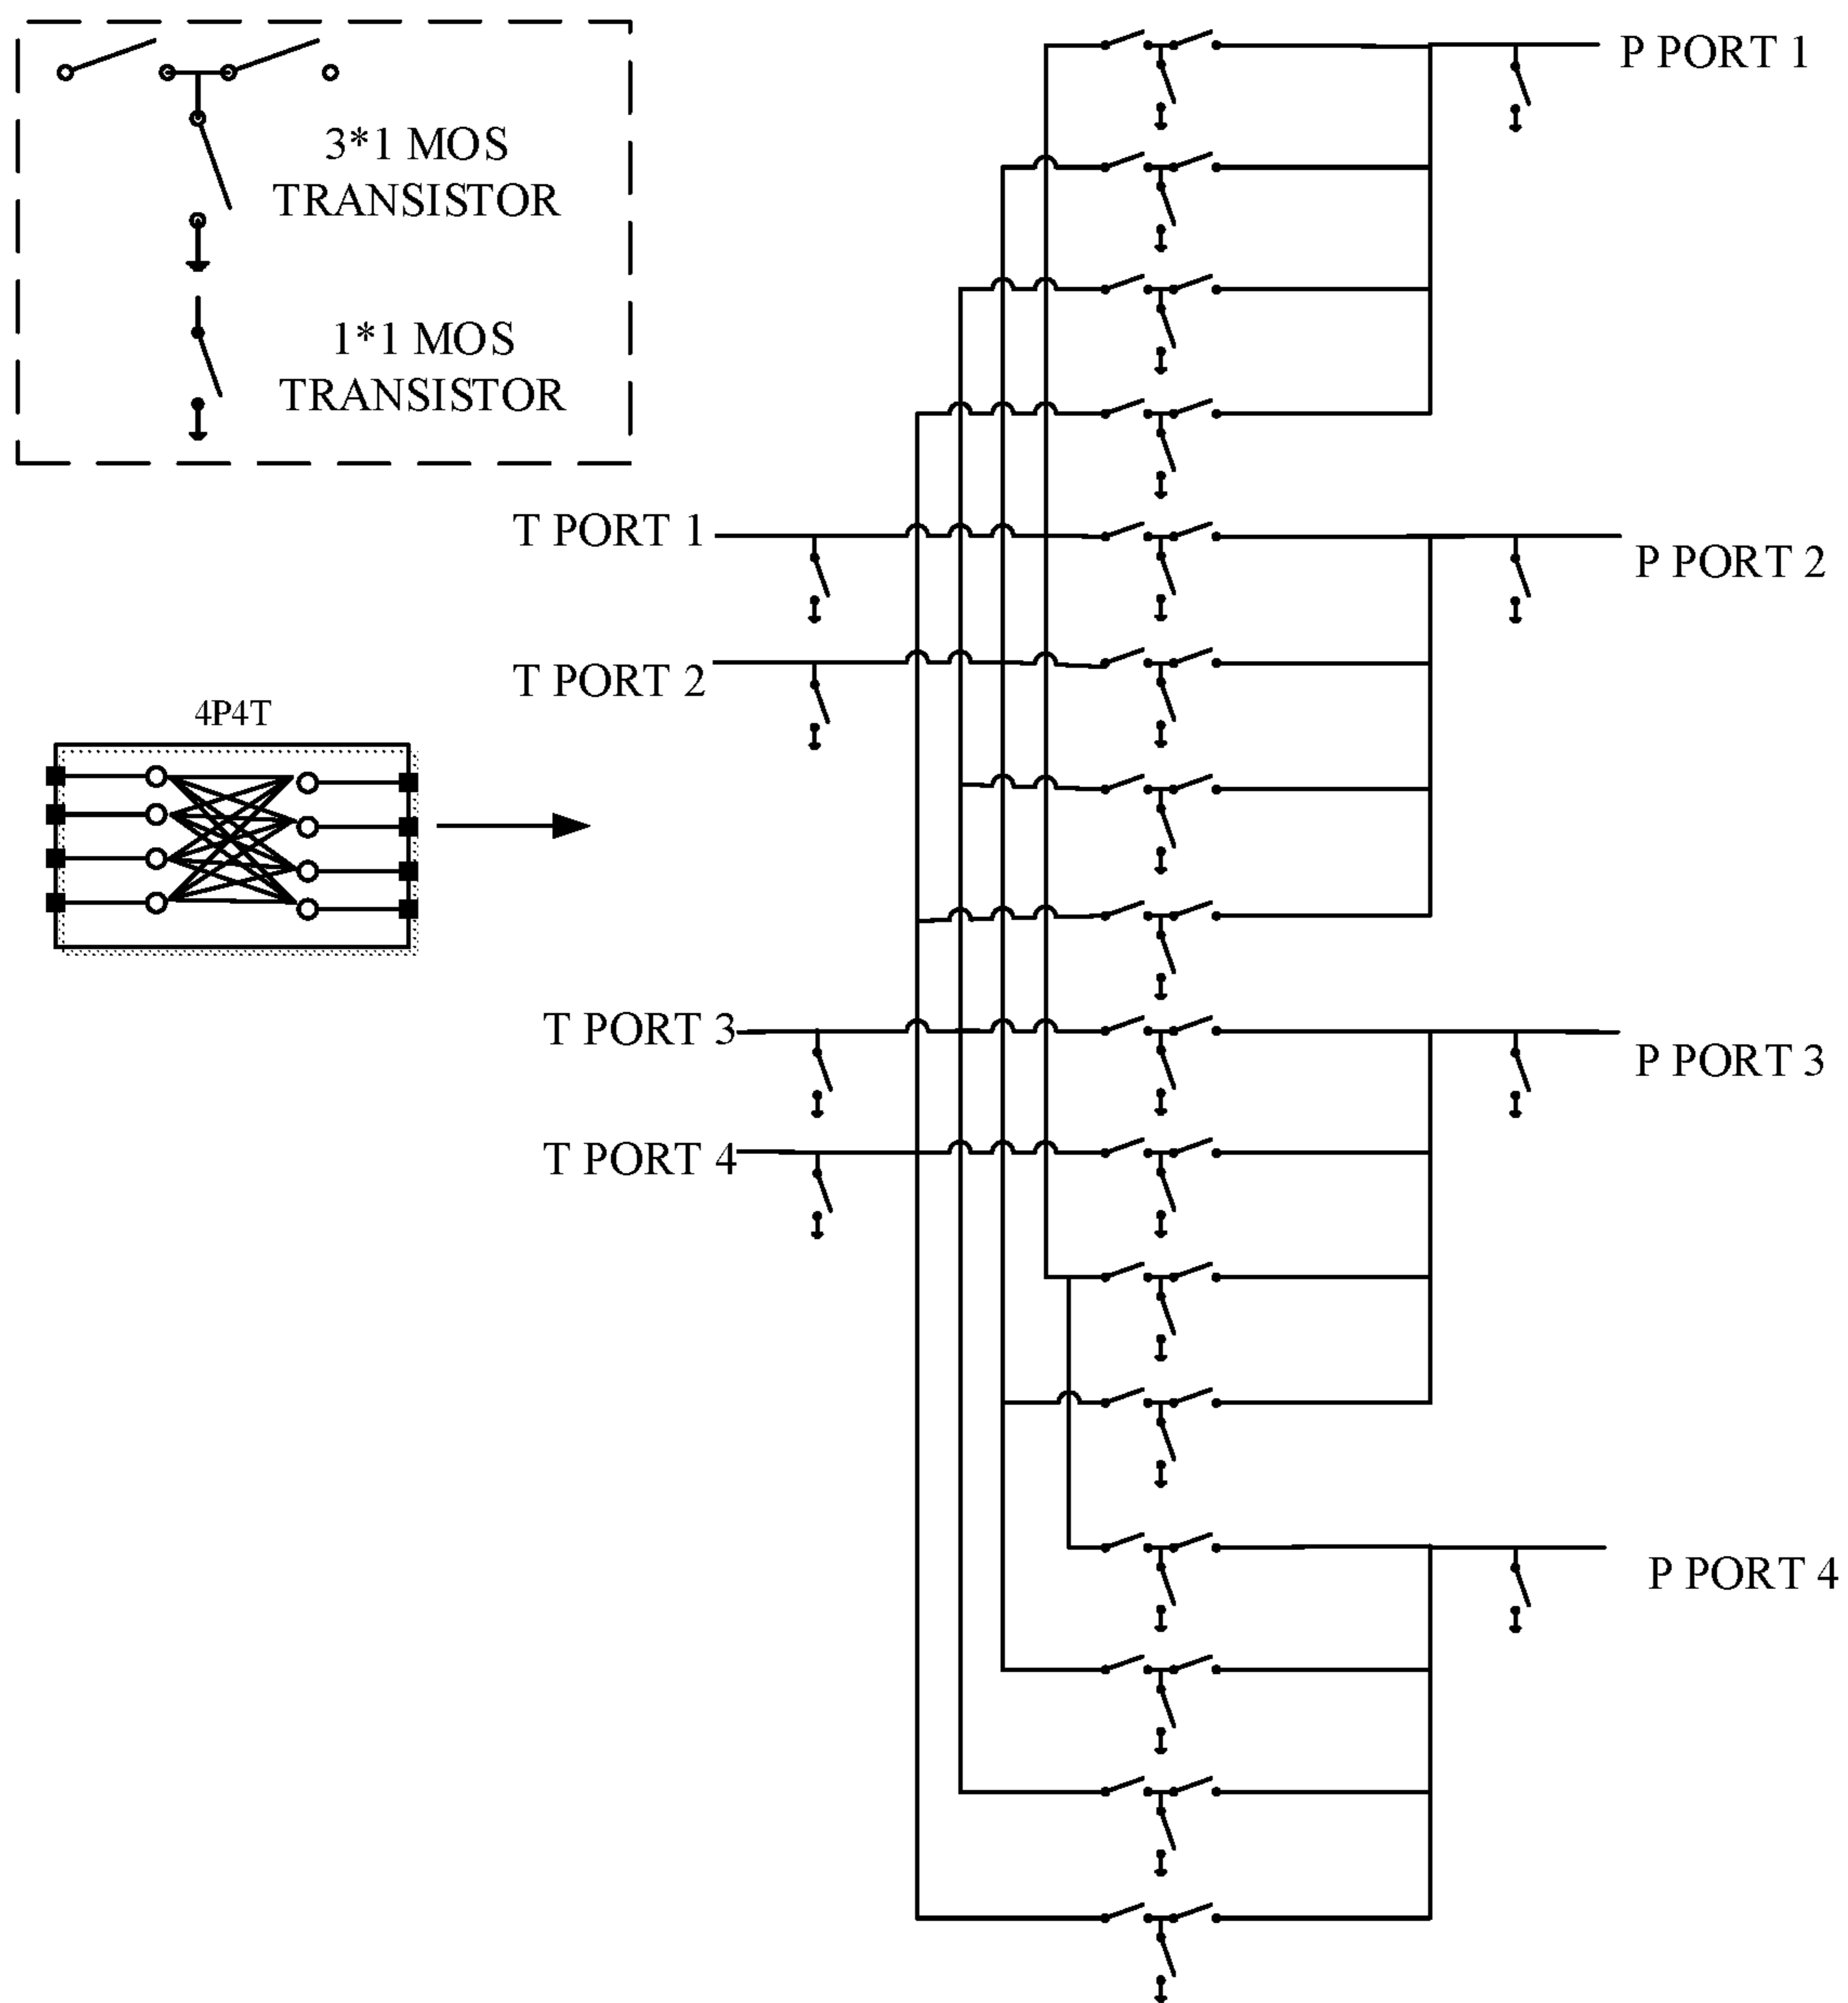 3*1 MOS
TRANSISTOR
1*1 MOS
TRANSISTOR
P PORT 1
T PORT 1
P PORT 2
T PORT 2
4P4T
T PORT 3
P PORT 3
T PORT 4
P PORT 4